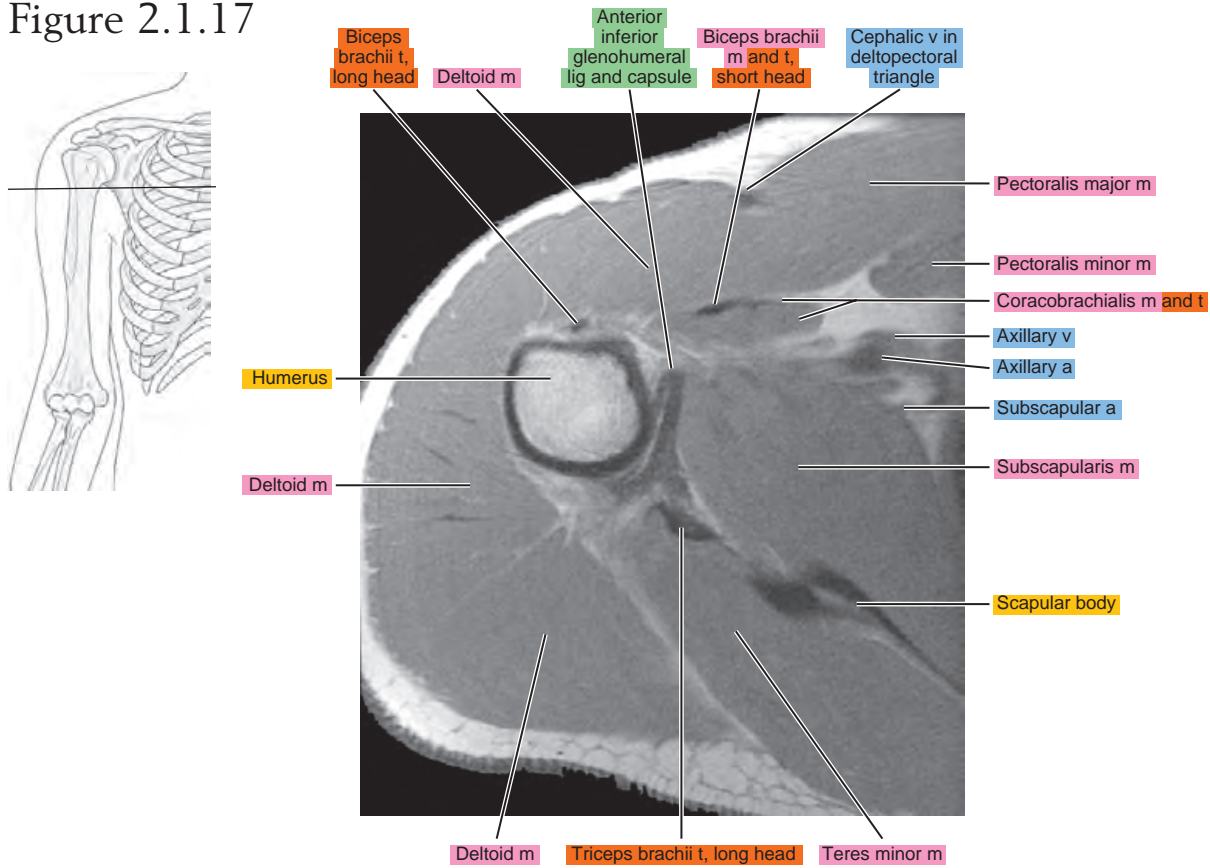 Figure 2.1.17
Biceps
brachii t,
long head
Deltoid m
Anterior
inferior
glenohumeral
lig and capsule
Biceps brachii
m and t,
short head
Cephalic v in
deltopectoral
triangle
Pectoralis major m
Pectoralis minor m
Coracobrachialis m and t
Axillary v
Axillary a
Humerus
Subscapular a
Subscapularis m
Deltoid m
Scapular body
Deltoid m
Triceps brachii t, long head
Teres minor m